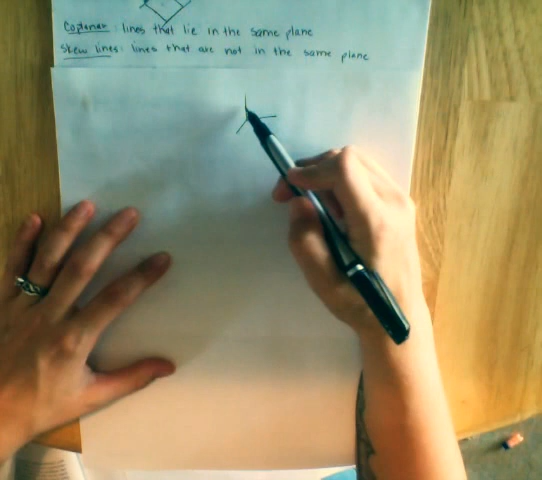 Coplanar: lines that lie in the same plane
Skew lines: lines that are not in the same plane